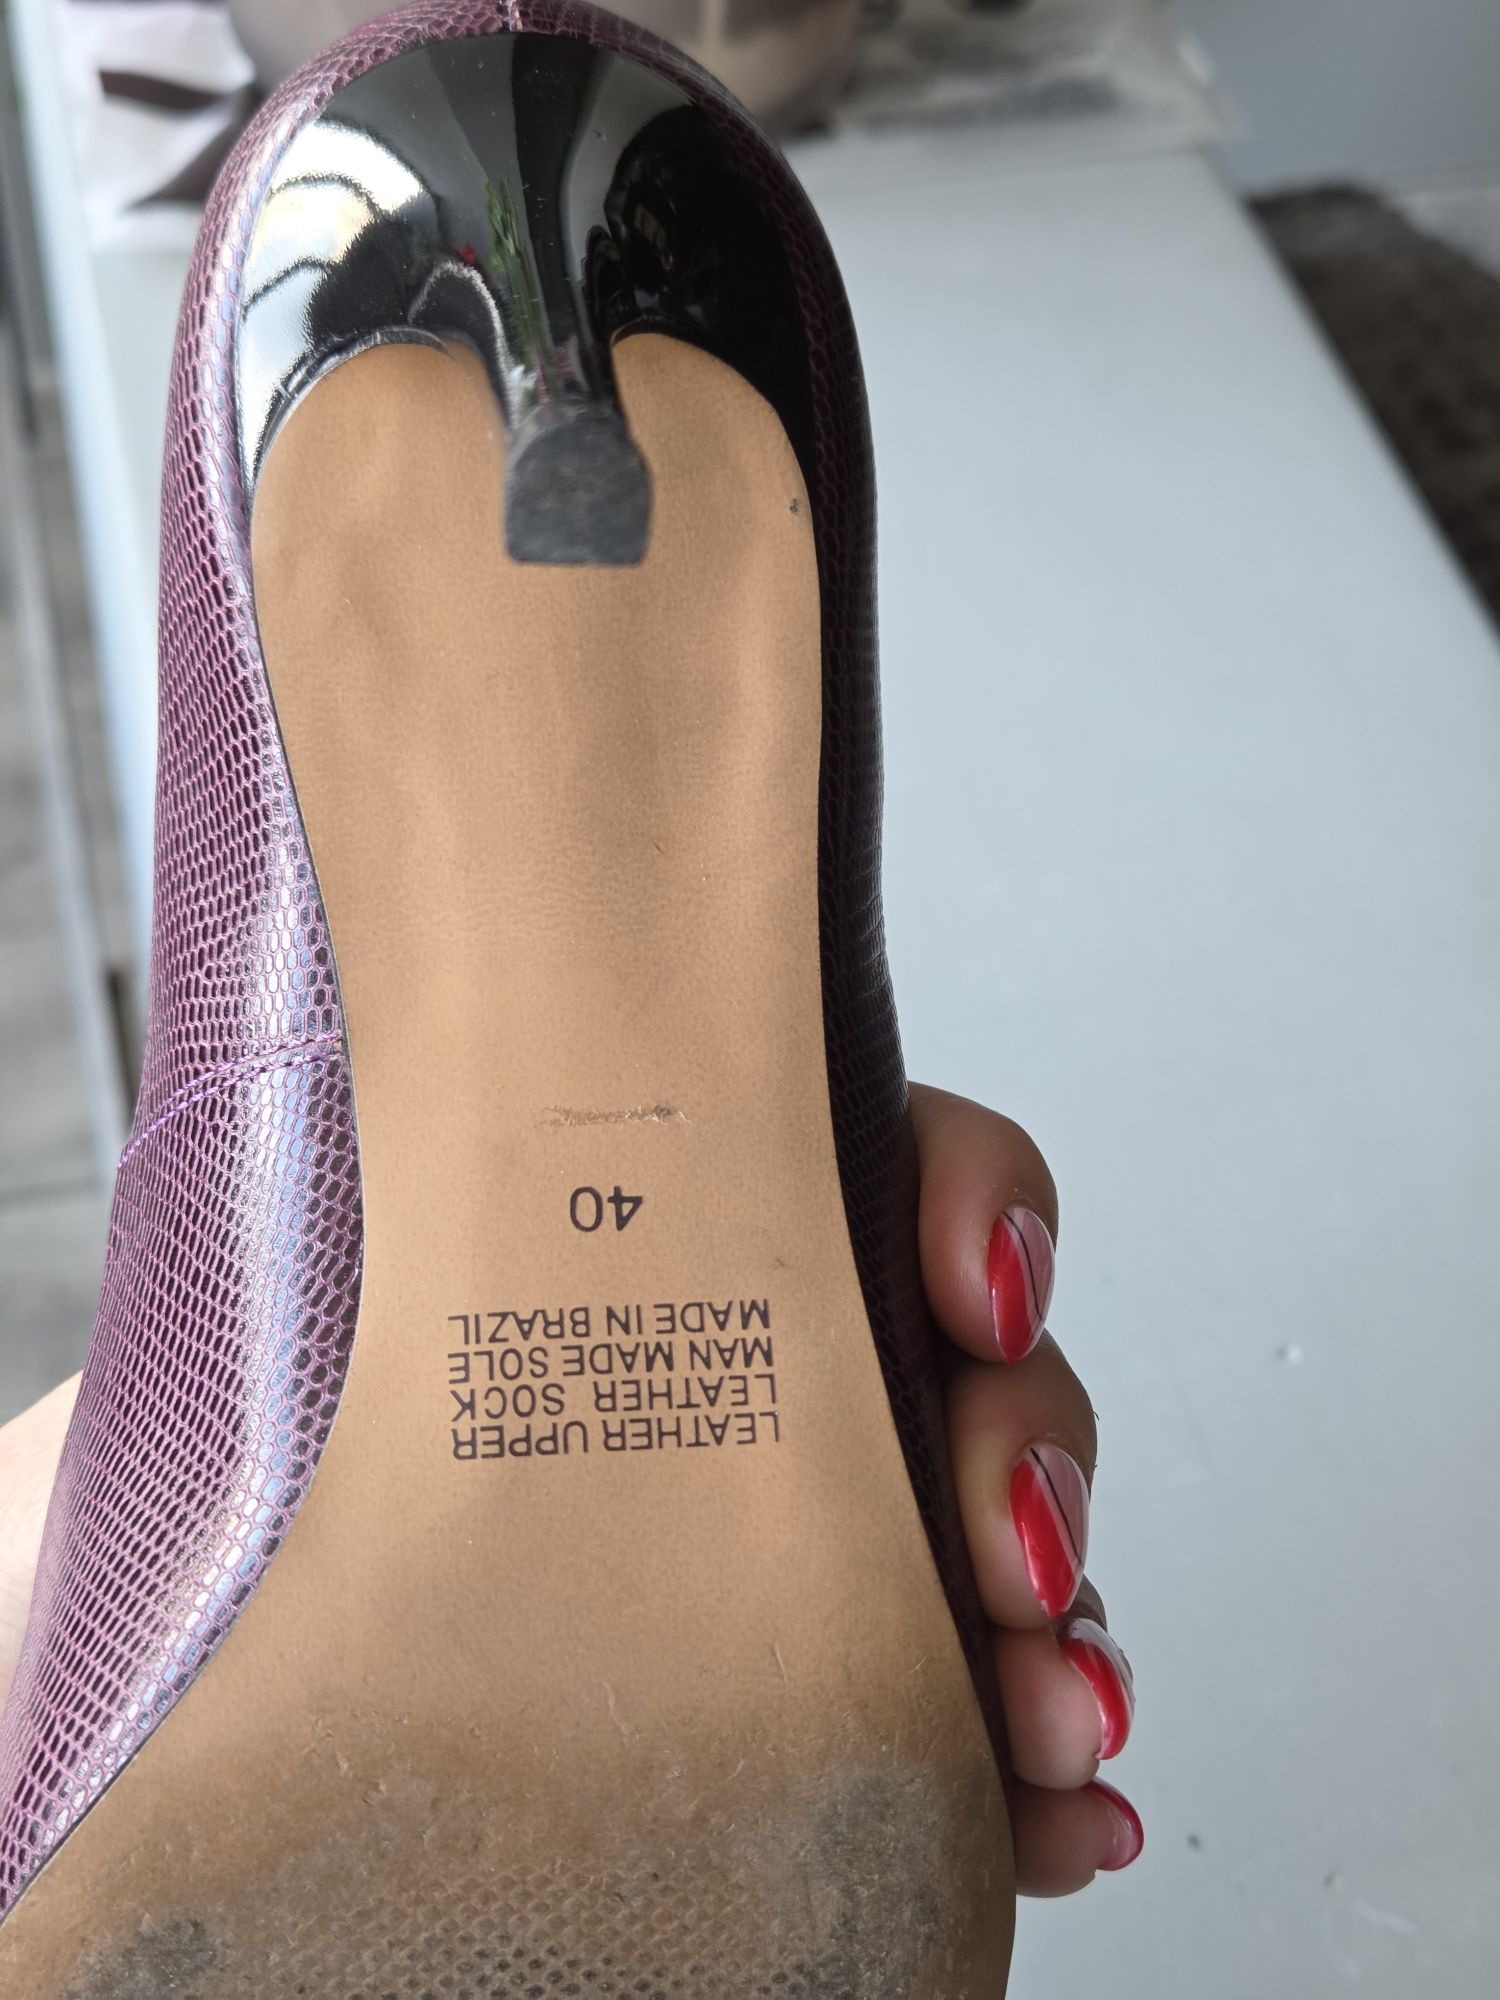 LEATHER UPPER
LEATHER SOCK
MAN MADE SOLE
MADE IN BRAZIL
40